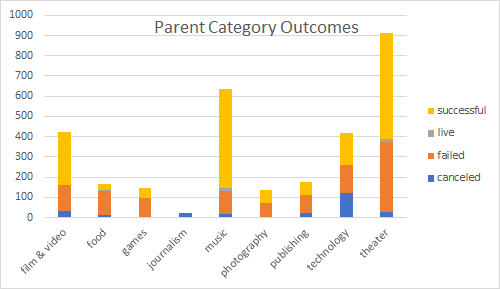 Parent Category Outcomes
1000
900
800
700
600
500
400
300
200
100
0
film & video
food
games
journalism
music
photography
publishing
technology
theater
successful
live
failed
canceled